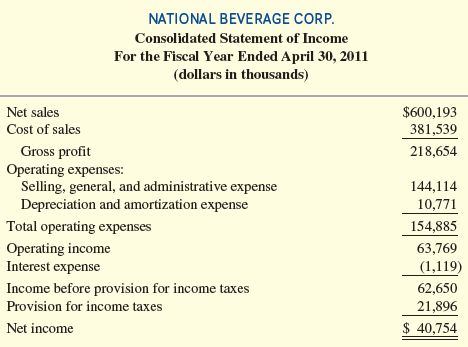 NATIONAL BEVERAGE CORP.
Consolidated Statement of Income
For the Fiscal Year Ended April 30, 2011
(dollars in thousands)
Net sales $600,193
Cost of sales 381,539
Gross profit 218,654
Operating expenses:
Selling, general, and administrative expense 144,114
Depreciation and amortization expense 10,771
Total operating expenses 154,885
Operating income 63,769
Interest expense (1,119)
Income before provision for income taxes 62,650
Provision for income taxes 21,896
Net income $ 40,754